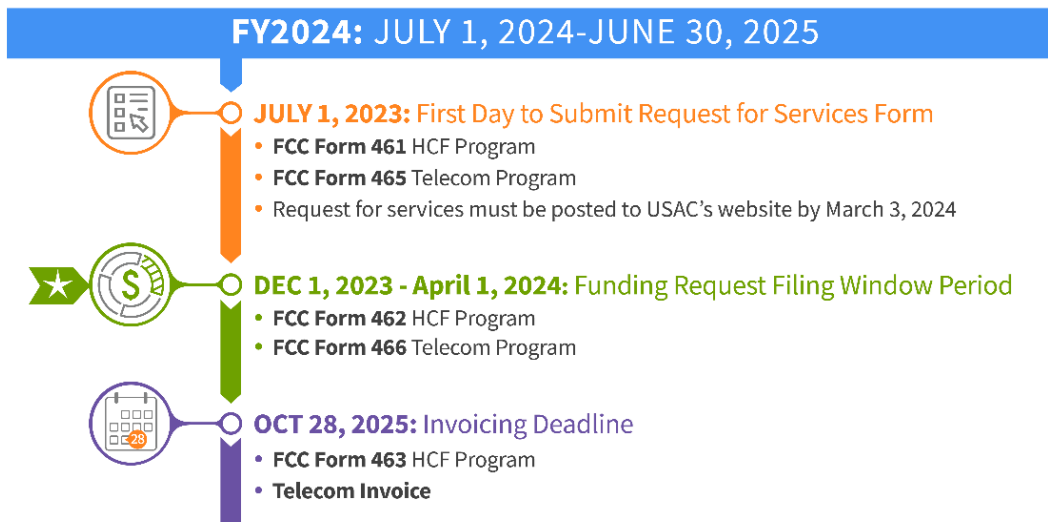 FY2024: JULY 1, 2024-JUNE 30, 2025
JULY 1, 2023: First Day to Submit Request for Services Form
• FCC Form 461 HCF Program
• FCC Form 465 Telecom Program
• Request for services must be posted to USAC’s website by March 3, 2024
DEC 1, 2023 - April 1, 2024: Funding Request Filing Window Period
• FCC Form 462 HCF Program
• FCC Form 466 Telecom Program
$
OCT 28, 2025: Invoicing Deadline
28
• FCC Form 463 HCF Program
• Telecom Invoice